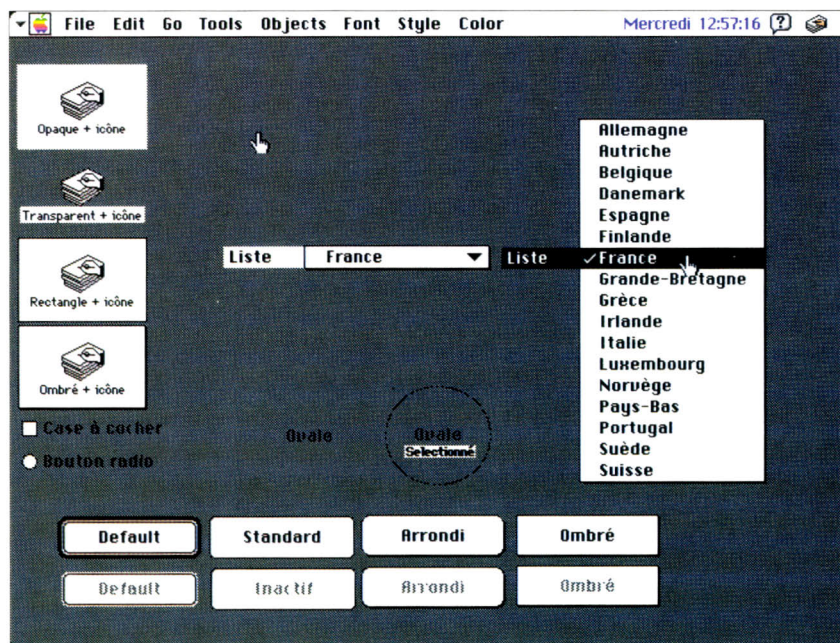 File Edit Go Tools Objects Font Style Color Mercredi 12:57:16
Opaque + icône
Transparent + icône
Rectangle + icône
Ombré + icône
Case à cocher
Bouton radio
Liste France
Liste
Allemagne
Autriche
Belgique
Danemark
Espagne
Finlande
✓France
Grande-Bretagne
Grèce
Irlande
Italie
Luxembourg
Norvège
Pays-Bas
Portugal
Suède
Suisse
Ovale
Ovale
Selectionné
Default Standard Arrondi Ombré
Default Inactif Arrondi Ombré